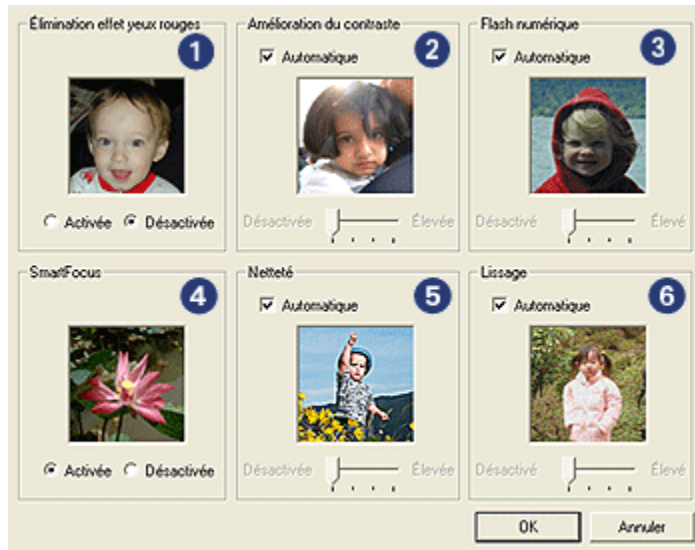 Élimination effet yeux rouges
1
Activée Désactivée
Amélioration du contraste
2
Automatique
Désactivée Élevée
Flash numérique
3
Automatique
Désactivé Élevé
SmartFocus
4
Activée Désactivée
Netteté
5
Automatique
Désactivée Élevée
Lissage
6
Automatique
Désactivé Élevé
OK Annuler